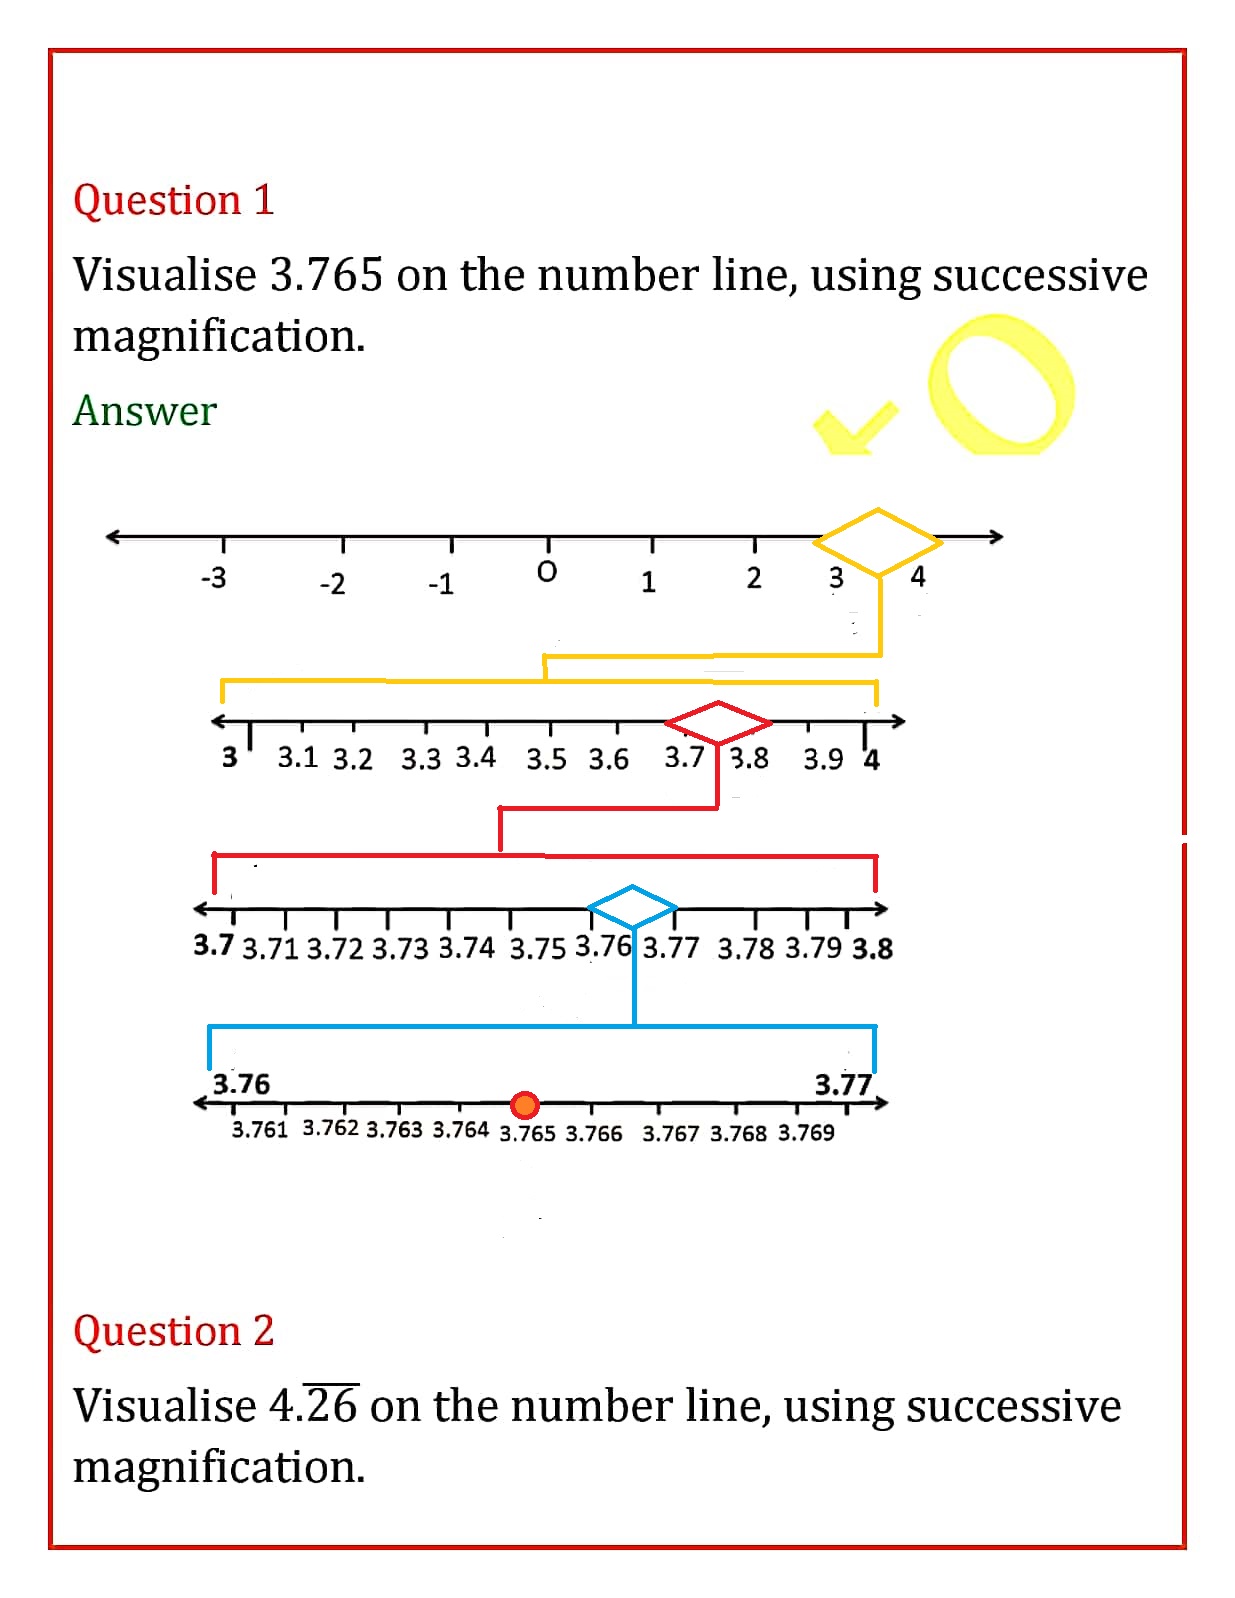 Question 1
Visualise 3.765 on the number line, using successive
magnification.
Answer
-3 -2 -1 0 1 2 3 4
3 3.1 3.2 3.3 3.4 3.5 3.6 3.7 3.8 3.9 4
3.7 3.71 3.72 3.73 3.74 3.75 3.76 3.77 3.78 3.79 3.8
3.76 3.77
3.761 3.762 3.763 3.764 3.765 3.766 3.767 3.768 3.769
Question 2
Visualise 4.2̅6̅ on the number line, using successive
magnification.